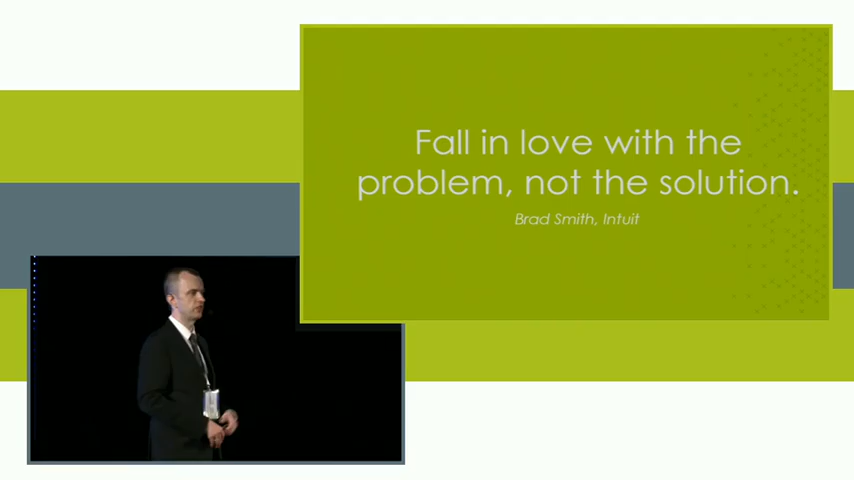 Fall in love with the
problem, not the solution.
Brad Smith, Intuit